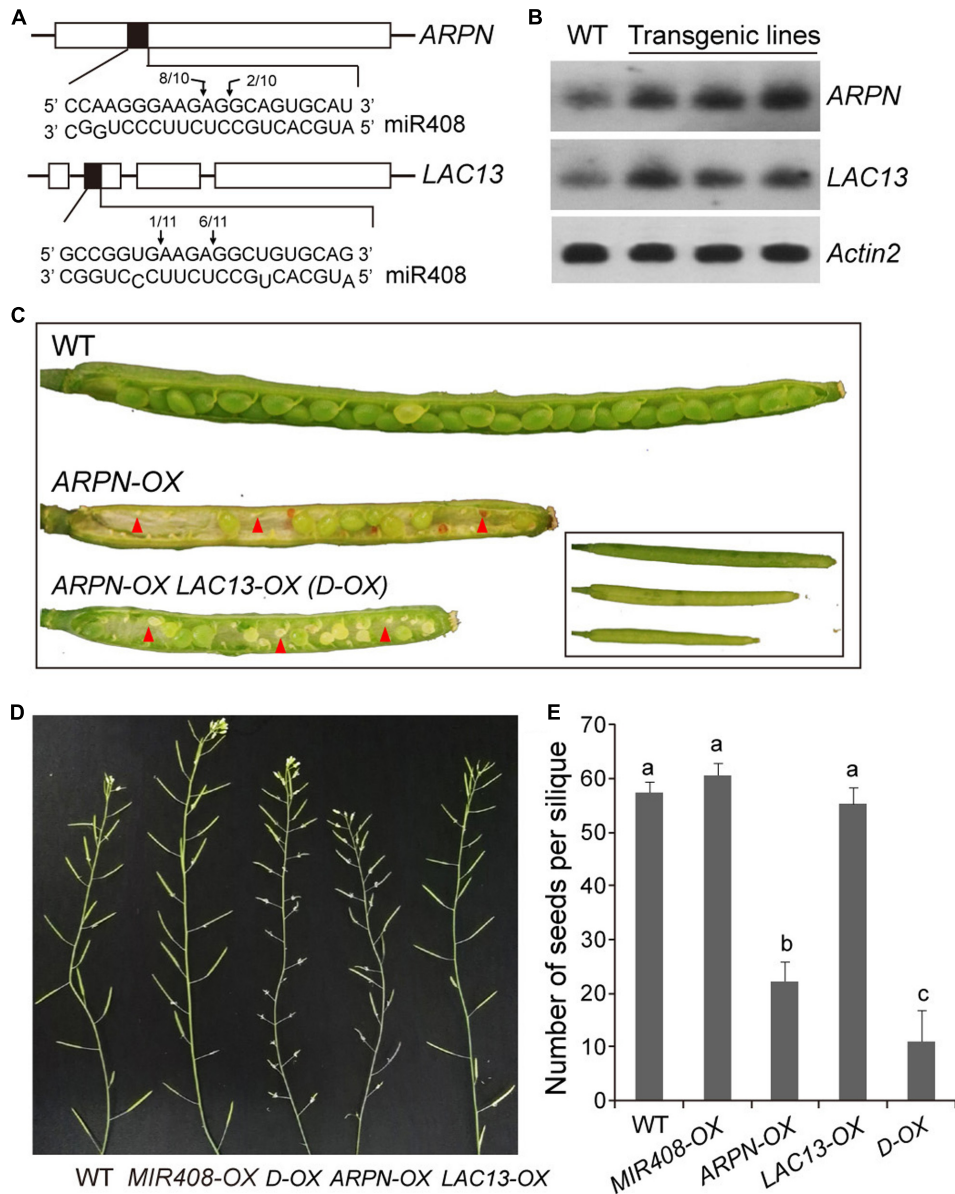 A
ARPN
8/10 2/10
5' CCAAGGGAAGAGGCAGUGCAU 3'
3' CGGUCCCUUCUCCGUCACGUA 5' miR408
LAC13
1/11 6/11
5' GCCGGUGAAGAGGCUGUGCAG 3'
3' CGGUCCCUUCUCCGUCACGUA 5' miR408
B
WT Transgenic lines
ARPN
LAC13
Actin2
C
WT
ARPN-OX
ARPN-OX LAC13-OX (D-OX)
D
WT MIR408-OX D-OX ARPN-OX LAC13-OX
E
Number of seeds per silique
70
60
50
40
30
20
10
0
a
a
b
a
c
WT
MIR408-OX
ARPN-OX
LAC13-OX
D-OX